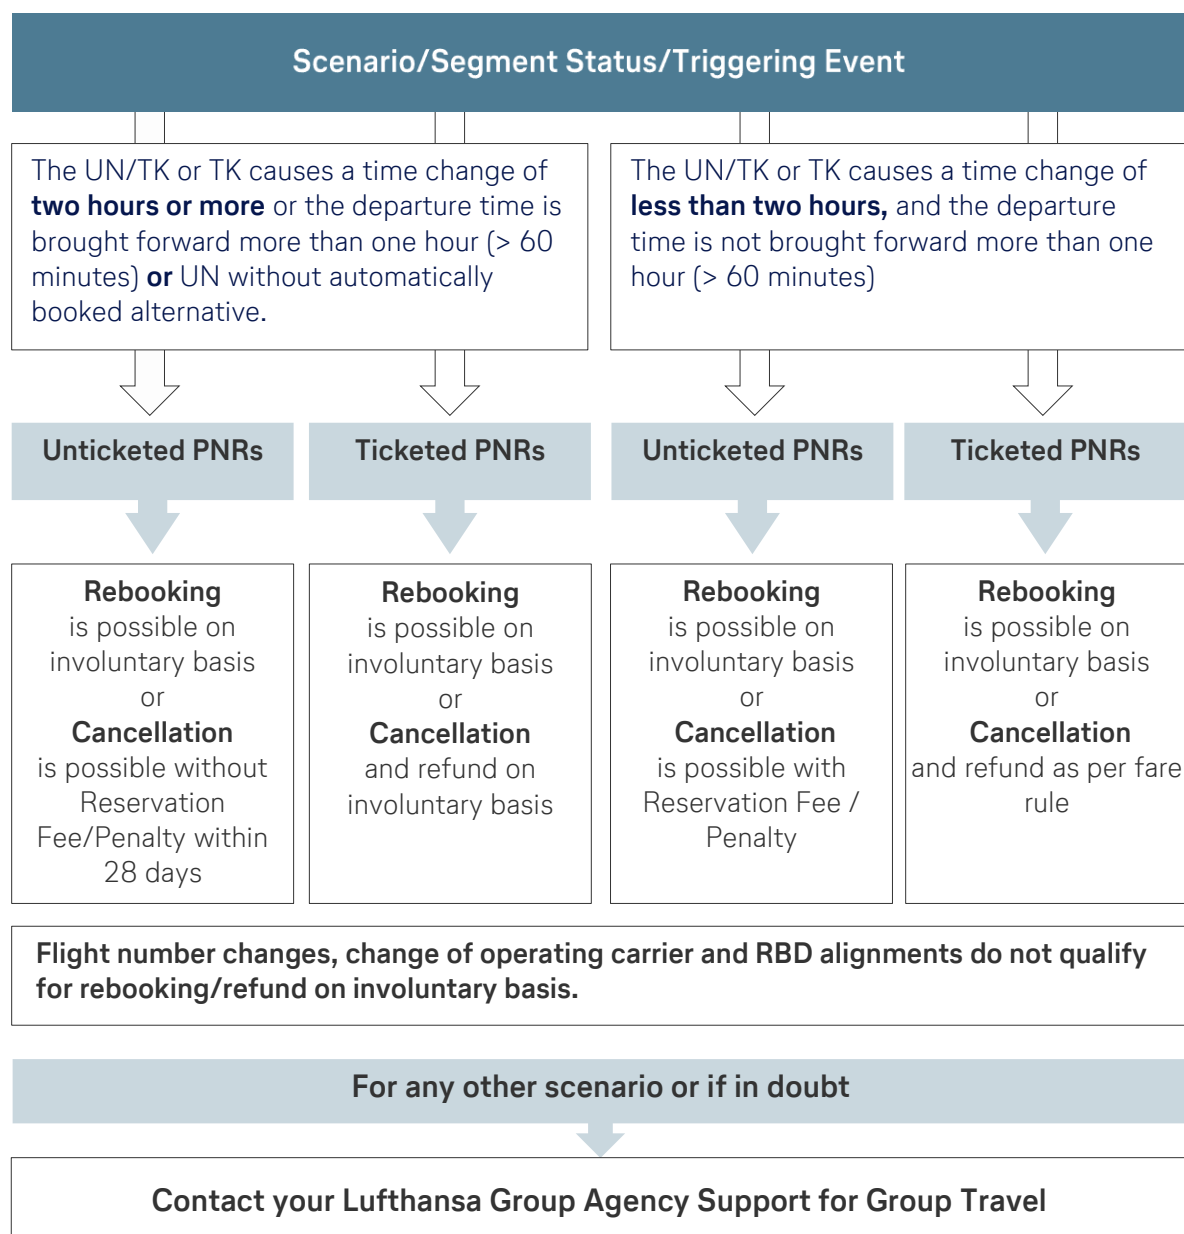 Scenario/Segment Status/Triggering Event
The UN/TK or TK causes a time change of
two hours or more or the departure time is
brought forward more than one hour (> 60
minutes) or UN without automatically
booked alternative.
The UN/TK or TK causes a time change of
less than two hours, and the departure
time is not brought forward more than one
hour (> 60 minutes)
Unticketed PNRs
Ticketed PNRs
Unticketed PNRs
Ticketed PNRs
Rebooking
is possible on
involuntary basis
or
Cancellation
is possible without
Reservation
Fee/Penalty within
28 days
Rebooking
is possible on
involuntary basis
or
Cancellation
and refund on
involuntary basis
Rebooking
is possible on
involuntary basis
or
Cancellation
is possible with
Reservation Fee /
Penalty
Rebooking
is possible on
involuntary basis
or
Cancellation
and refund as per fare
rule
Flight number changes, change of operating carrier and RBD alignments do not qualify
for rebooking/refund on involuntary basis.
For any other scenario or if in doubt
Contact your Lufthansa Group Agency Support for Group Travel